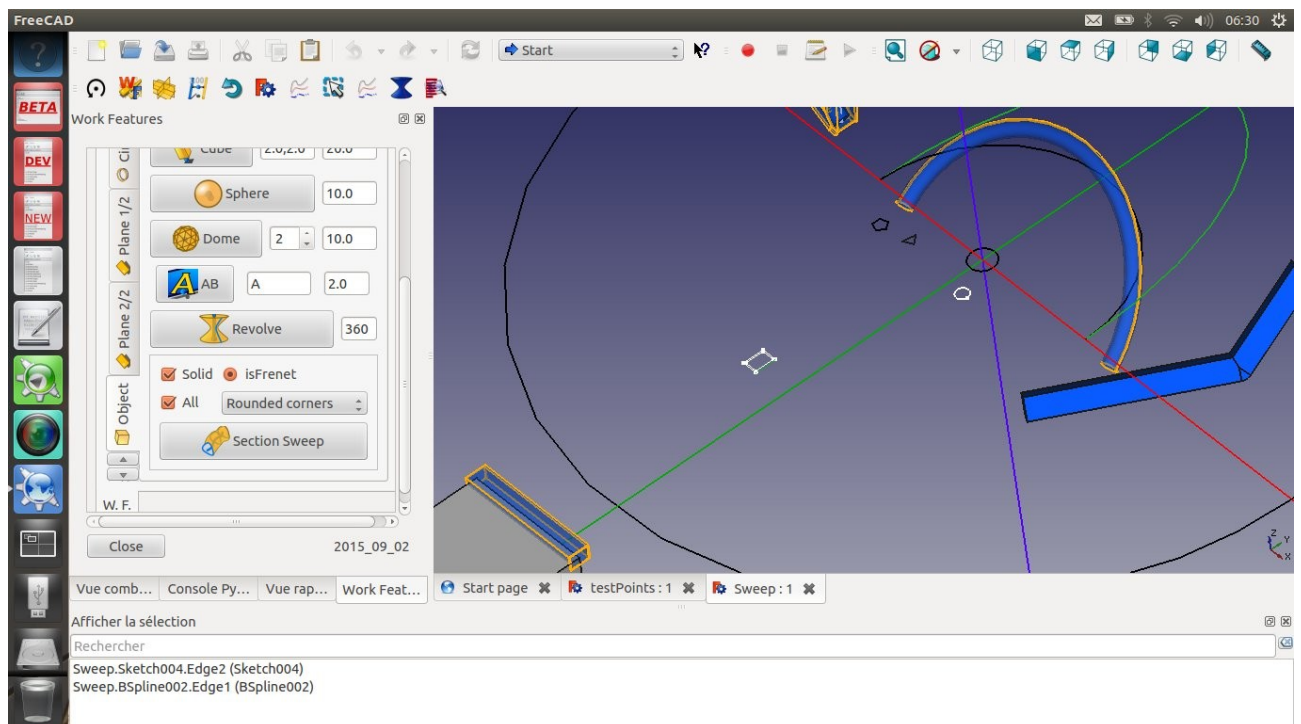 FreeCAD
06:30
Start
BETA
DEV
NEW
Work Features
Cube 2.0,2.0 20.0
Sphere 10.0
Dome 2 10.0
AB A 2.0
Revolve 360
Solid isFrenet
All Rounded corners
Section Sweep
Plane 1/2
Plane 2/2
Object
W. F.
Close 2015_09_02
Vue comb... Console Py... Vue rap... Work Feat...
Start page testPoints : 1 Sweep : 1
Z Y X
Afficher la sélection
Rechercher
Sweep.Sketch004.Edge2 (Sketch004)
Sweep.BSpline002.Edge1 (BSpline002)